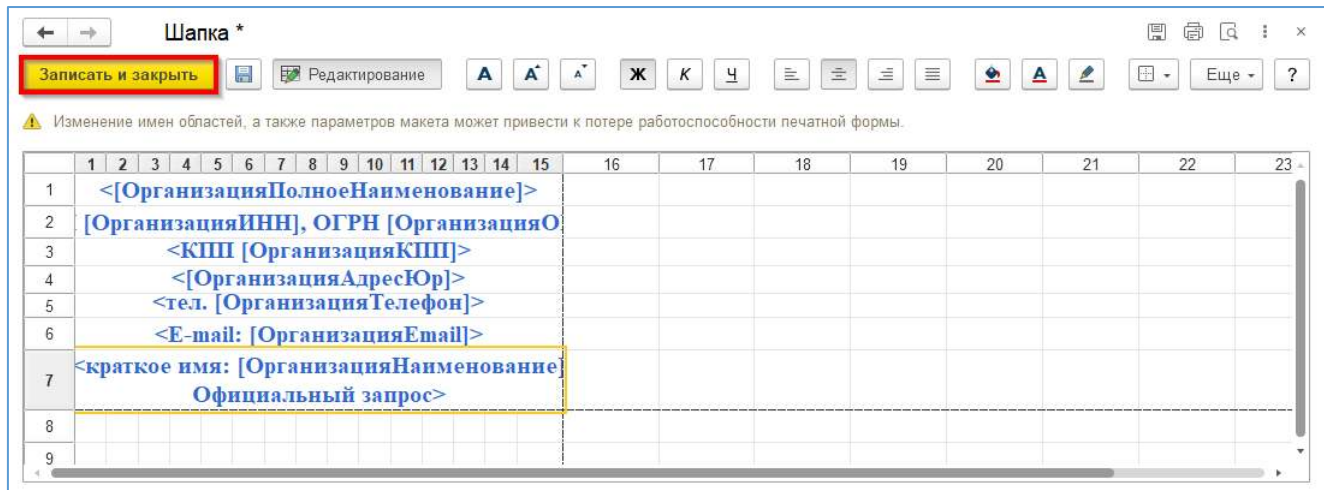 Шапка *
Записать и закрыть Редактирование А А А Ж К Ч Еще ?
Изменение имен областей, а также параметров макета может привести к потере работоспособности печатной формы.
1 2 3 4 5 6 7 8 9 10 11 12 13 14 15 16 17 18 19 20 21 22 23
1 <[ОрганизацияПолноеНаименование]>
2 [ОрганизацияИНН], ОГРН [ОрганизацияО
3 <КПП [ОрганизацияКПП]>
4 <[ОрганизацияАдресЮр]>
5 <тел. [ОрганизацияТелефон]>
6 <E-mail: [ОрганизацияEmail]>
7 <краткое имя: [ОрганизацияНаименование]
Официальный запрос>
8
9